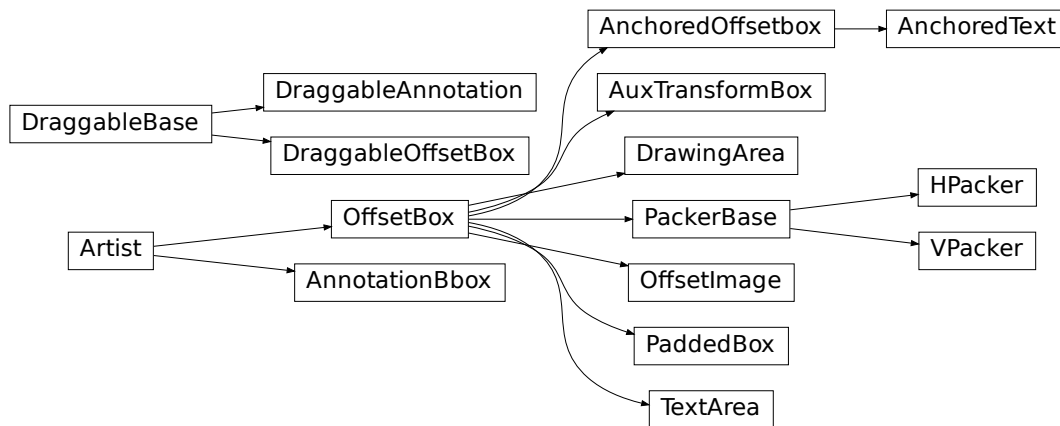 AnchoredOffsetbox
AnchoredText
DraggableAnnotation
AuxTransformBox
DraggableBase
DraggableOffsetBox
DrawingArea
HPacker
OffsetBox
PackerBase
Artist
VPacker
AnnotationBbox
OffsetImage
PaddedBox
TextArea